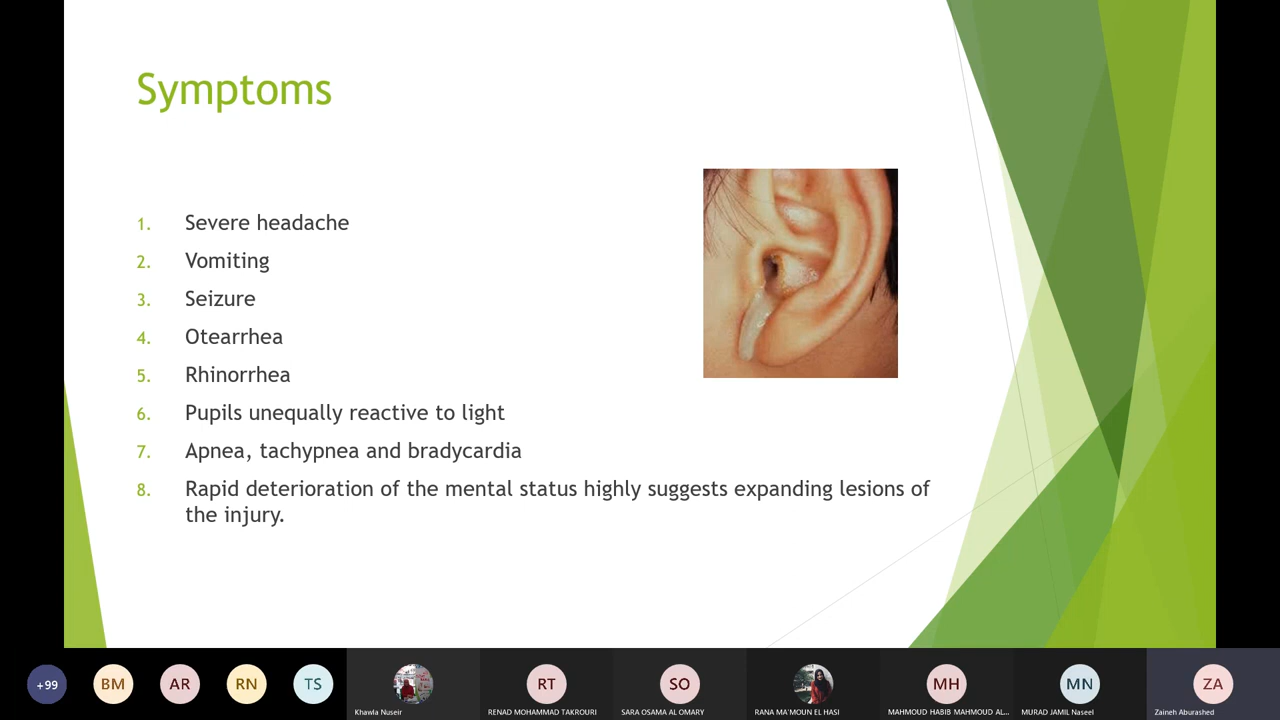 Symptoms
1. Severe headache
2. Vomiting
3. Seizure
4. Otearrhea
5. Rhinorrhea
6. Pupils unequally reactive to light
7. Apnea, tachypnea and bradycardia
8. Rapid deterioration of the mental status highly suggests expanding lesions of
the injury.
+99 BM AR RN TS RT SO MH MN ZA
Khawla Nuseir RENAD MOHAMMAD TAKROURI SARA OSAMA AL OMARY RANA MA'MOUN EL HASI MAHMOUD HABIB MAHMOUD AL... MURAD JAMIL Naseel Zaineh Aburashed